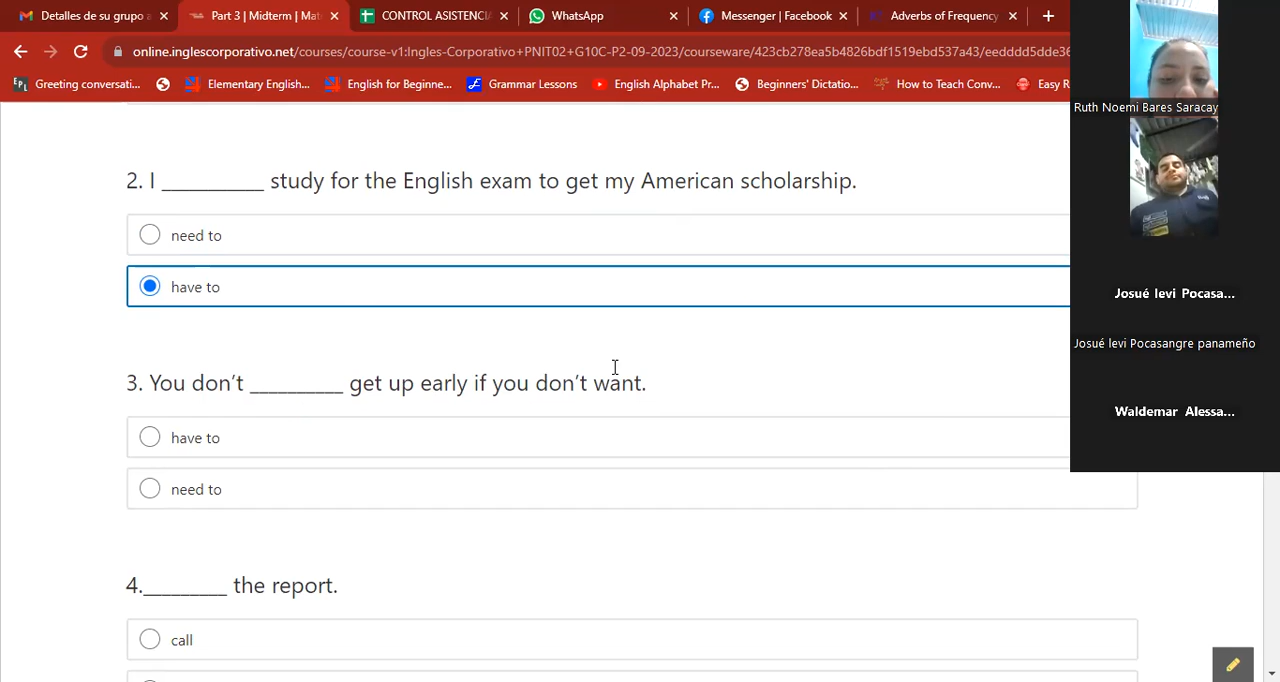 Detalles de su grupo a
Part 3 | Midterm | Mat
CONTROL ASISTENCIA
WhatsApp
Messenger | Facebook
Adverbs of Frequency
online.inglescorporativo.net/courses/course-v1:Ingles-Corporativo+PNIT02+G10C-P2-09-2023/courseware/423cb278ea5b4826bdf1519ebd537a43/eedddd5dde36
Greeting conversati...
Elementary English...
English for Beginne...
Grammar Lessons
English Alphabet Pr...
Beginners' Dictatio...
How to Teach Conv...
Easy R
Ruth Noemi Bares Saracay
2. I __________ study for the English exam to get my American scholarship.
need to
have to
Josué levi Pocasa...
Josué levi Pocasangre panameño
3. You don't _________ get up early if you don't want.
Waldemar Alessa...
have to
need to
4.________ the report.
call